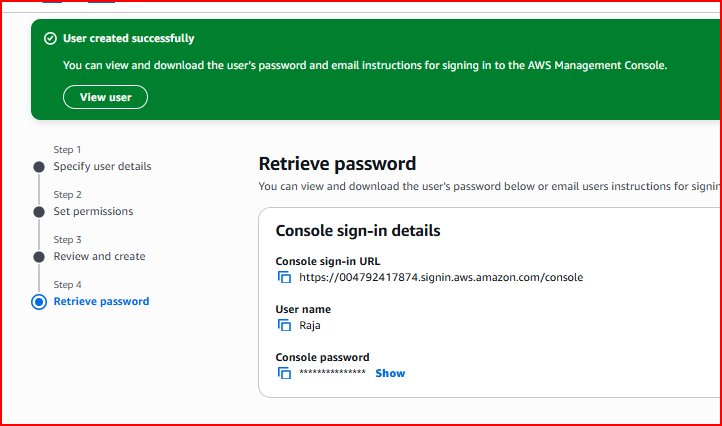 User created successfully
You can view and download the user's password and email instructions for signing in to the AWS Management Console.
View user
Step 1
Specify user details
Step 2
Set permissions
Step 3
Review and create
Step 4
Retrieve password
Retrieve password
You can view and download the user's password below or email users instructions for
Console sign-in details
Console sign-in URL
https://004792417874.signin.aws.amazon.com/console
User name
Raja
Console password
*************** Show